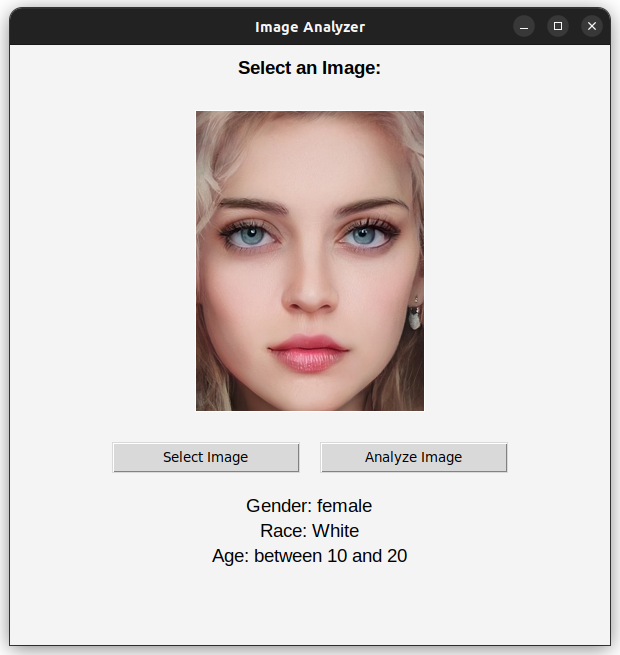 Image Analyzer
Select an Image:
Select Image
Analyze Image
Gender: female
Race: White
Age: between 10 and 20